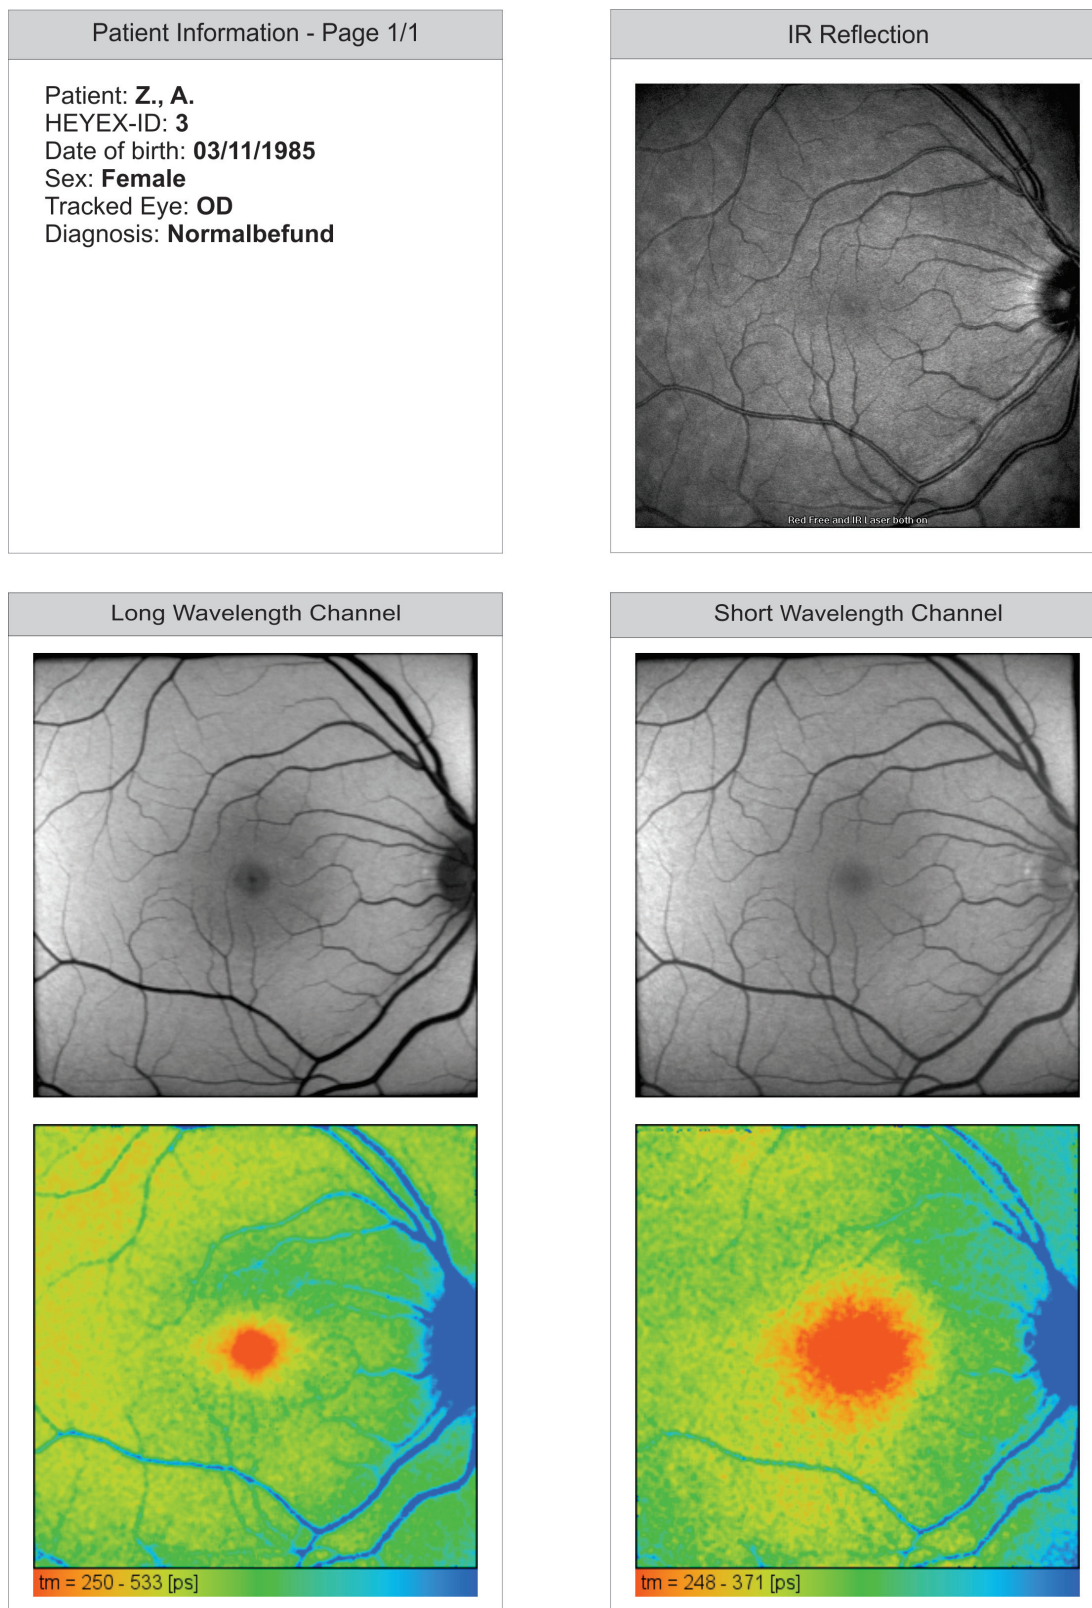 Patient Information - Page 1/1
Patient: Z., A.
HEYEX-ID: 3
Date of birth: 03/11/1985
Sex: Female
Tracked Eye: OD
Diagnosis: Normalbefund
IR Reflection
Red Free and IR Laser both on
Long Wavelength Channel
tm = 250 - 533 [ps]
Short Wavelength Channel
tm = 248 - 371 [ps]